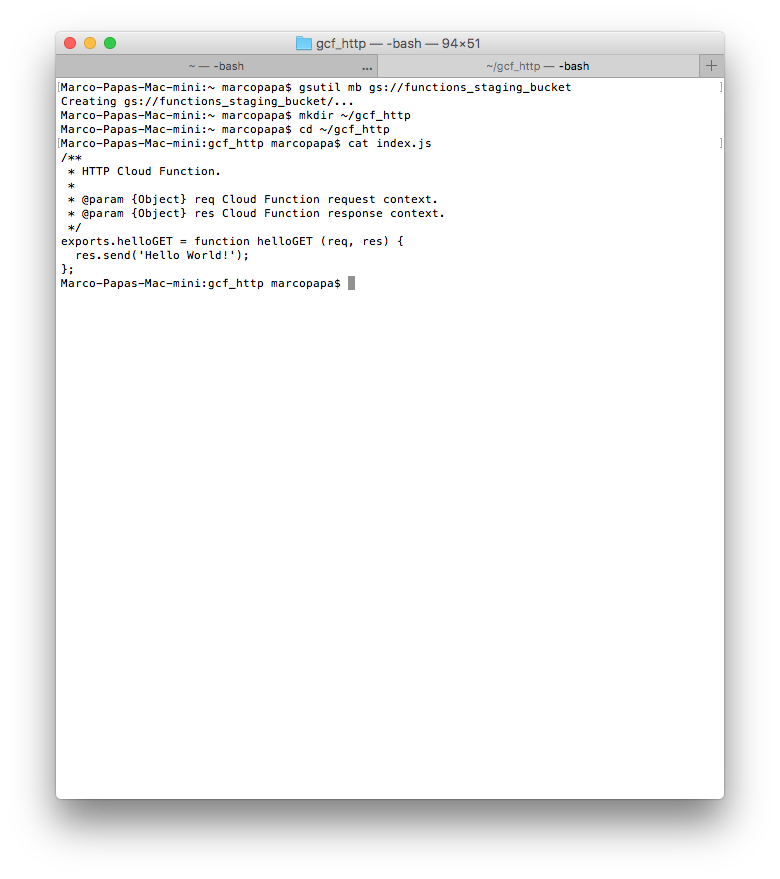 gcf_http — -bash — 94×51
~ — -bash ...
~/gcf_http — -bash +
[Marco-Papas-Mac-mini:~ marcopapa$ gsutil mb gs://functions_staging_bucket ]
Creating gs://functions_staging_bucket/...
Marco-Papas-Mac-mini:~ marcopapa$ mkdir ~/gcf_http
Marco-Papas-Mac-mini:~ marcopapa$ cd ~/gcf_http
[Marco-Papas-Mac-mini:gcf_http marcopapa$ cat index.js ]
/**
 * HTTP Cloud Function.
 *
 * @param {Object} req Cloud Function request context.
 * @param {Object} res Cloud Function response context.
 */
exports.helloGET = function helloGET (req, res) {
  res.send('Hello World!');
};
Marco-Papas-Mac-mini:gcf_http marcopapa$